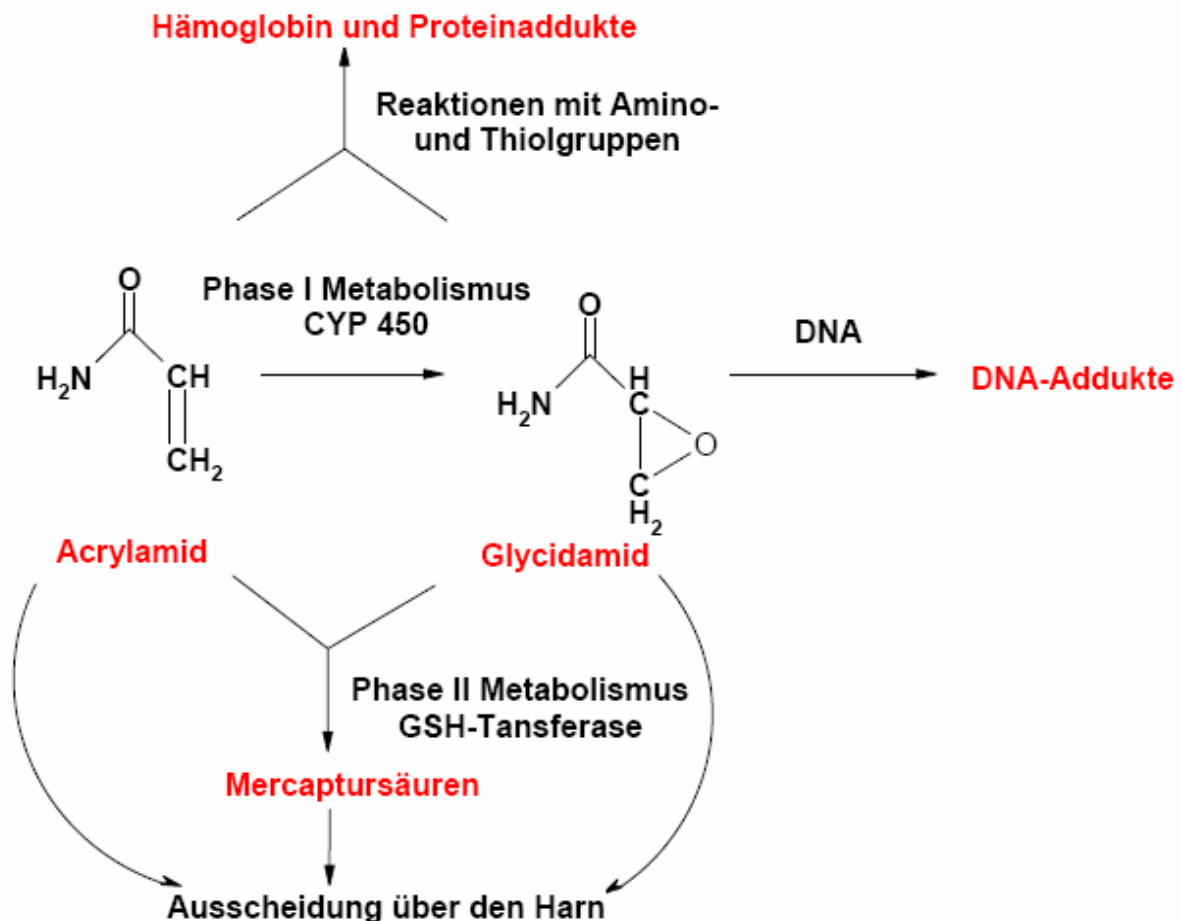 Hämoglobin und Proteinaddukte
Reaktionen mit Amino-
und Thiolgruppen
Phase I Metabolismus
CYP 450
O
H₂N
CH
CH₂
O
H₂N
H
C
O
C
H₂
DNA
DNA-Addukte
Acrylamid
Glycidamid
Phase II Metabolismus
GSH-Tansferase
Mercaptursäuren
Ausscheidung über den Harn